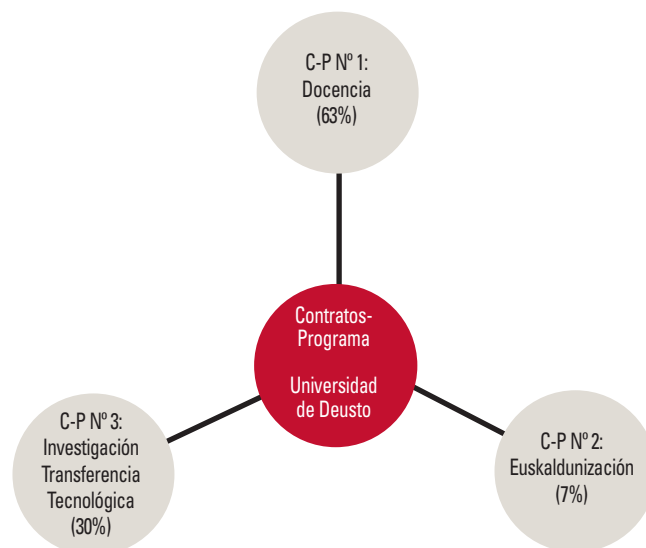 C-P Nº 1:
Docencia
(63%)
Contratos-
Programa
Universidad
de Deusto
C-P Nº 3:
Investigación
Transferencia
Tecnológica
(30%)
C-P Nº 2:
Euskaldunización
(7%)